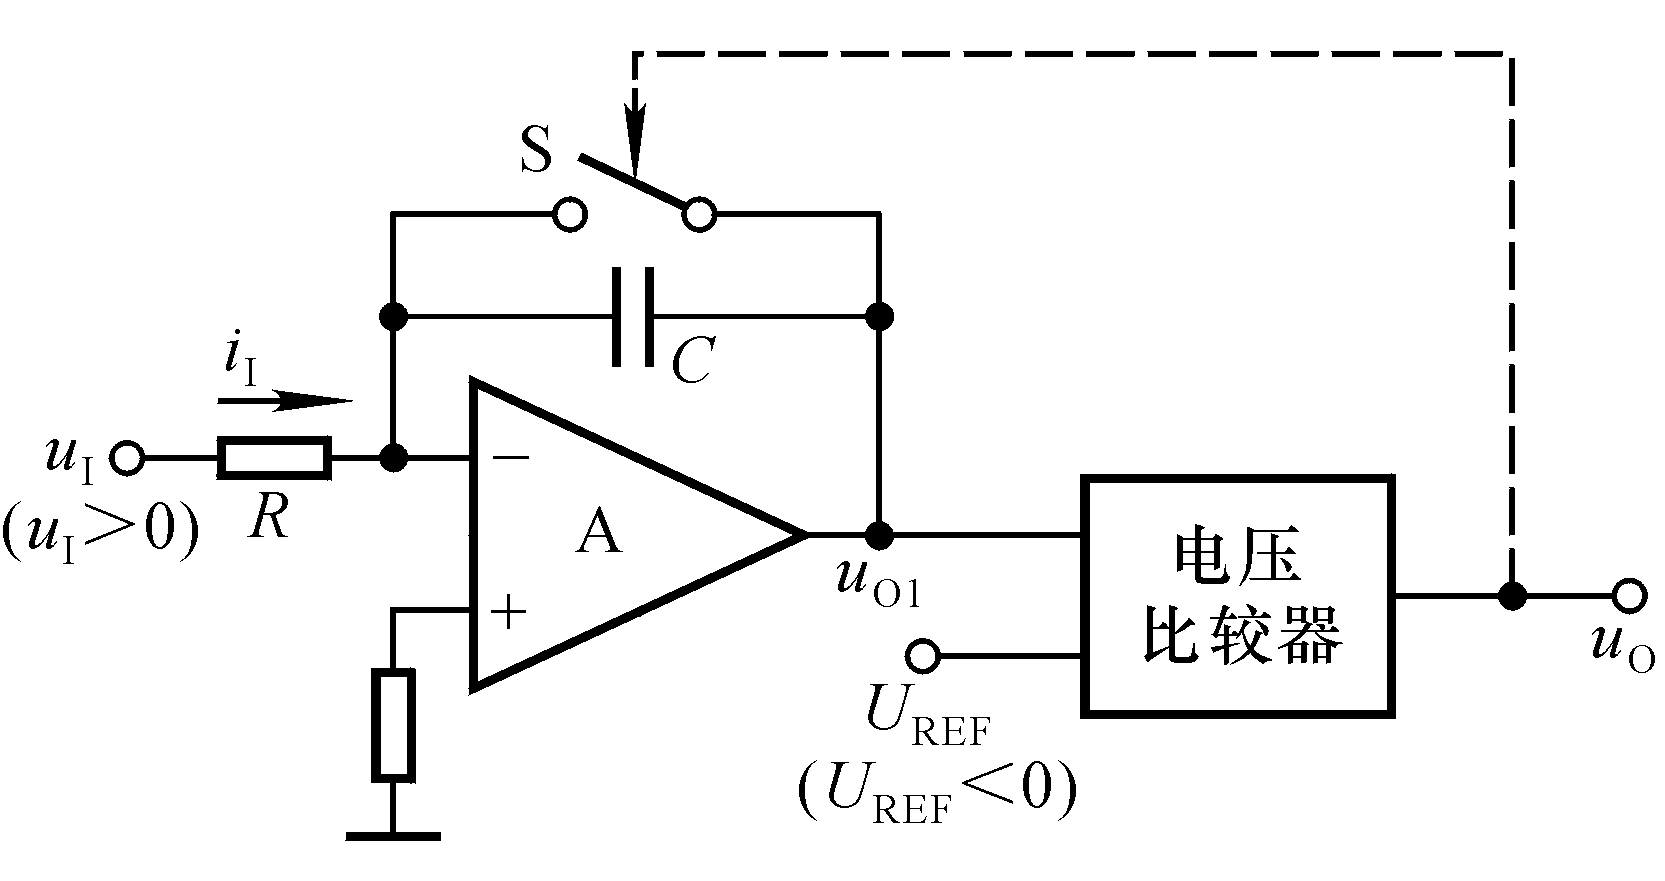 S
C
i_I
u_I
(u_I>0)
R
−
A
+
u_O1
电压
比较器
u_O
U_REF
(U_REF<0)